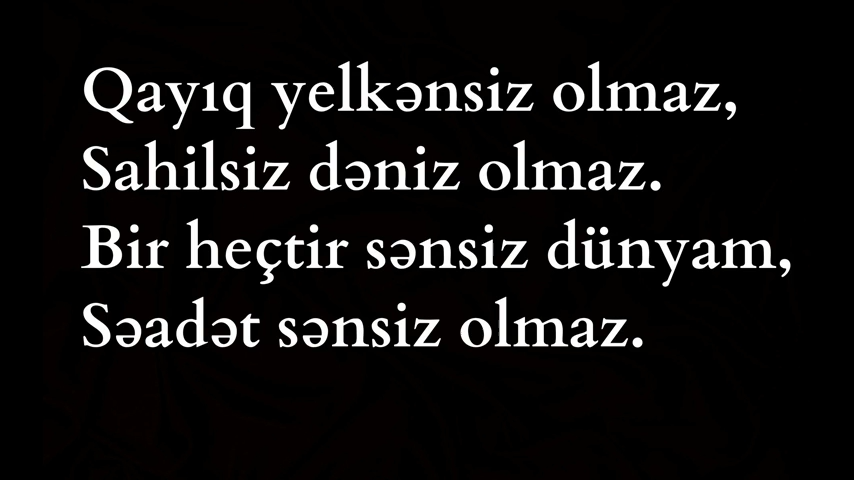 Qayıq yelkənsiz olmaz,
Sahilsiz dəniz olmaz.
Bir heçtir sənsiz dünyam,
Səadət sənsiz olmaz.